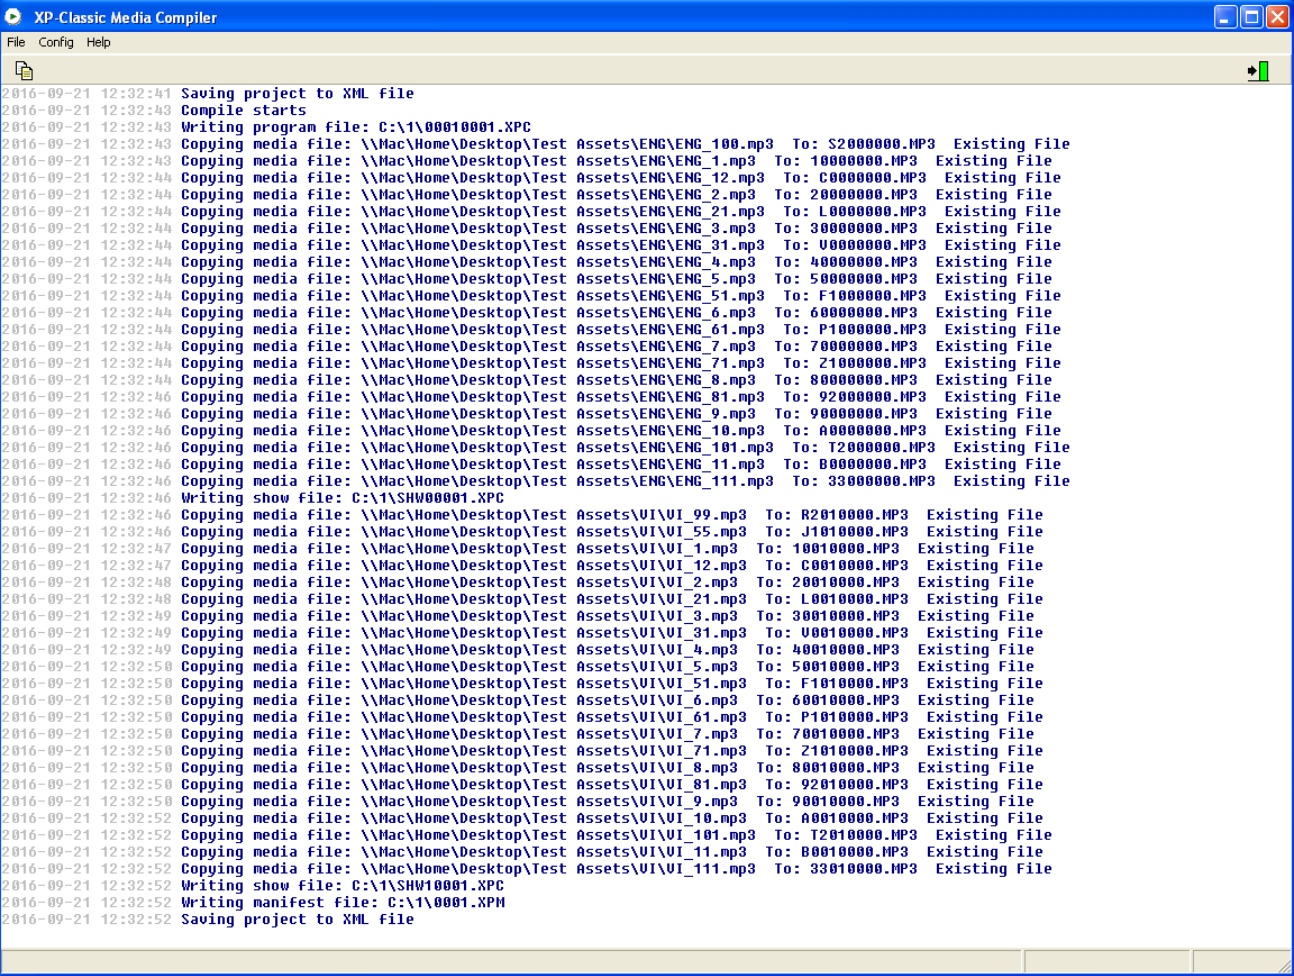 XP-Classic Media Compiler
File Config Help
2016-09-21 12:32:41 Saving project to XML file
2016-09-21 12:32:43 Compile starts
2016-09-21 12:32:43 Writing program file: C:\1\00010001.XPC
2016-09-21 12:32:43 Copying media file: \\Mac\Home\Desktop\Test Assets\ENG\ENG_100.mp3  To: S2000000.MP3  Existing File
2016-09-21 12:32:43 Copying media file: \\Mac\Home\Desktop\Test Assets\ENG\ENG_1.mp3  To: 10000000.MP3  Existing File
2016-09-21 12:32:44 Copying media file: \\Mac\Home\Desktop\Test Assets\ENG\ENG_12.mp3  To: C0000000.MP3  Existing File
2016-09-21 12:32:44 Copying media file: \\Mac\Home\Desktop\Test Assets\ENG\ENG_2.mp3  To: 20000000.MP3  Existing File
2016-09-21 12:32:44 Copying media file: \\Mac\Home\Desktop\Test Assets\ENG\ENG_21.mp3  To: L0000000.MP3  Existing File
2016-09-21 12:32:44 Copying media file: \\Mac\Home\Desktop\Test Assets\ENG\ENG_3.mp3  To: 30000000.MP3  Existing File
2016-09-21 12:32:44 Copying media file: \\Mac\Home\Desktop\Test Assets\ENG\ENG_31.mp3  To: V0000000.MP3  Existing File
2016-09-21 12:32:44 Copying media file: \\Mac\Home\Desktop\Test Assets\ENG\ENG_4.mp3  To: 40000000.MP3  Existing File
2016-09-21 12:32:44 Copying media file: \\Mac\Home\Desktop\Test Assets\ENG\ENG_5.mp3  To: 50000000.MP3  Existing File
2016-09-21 12:32:44 Copying media file: \\Mac\Home\Desktop\Test Assets\ENG\ENG_51.mp3  To: F1000000.MP3  Existing File
2016-09-21 12:32:44 Copying media file: \\Mac\Home\Desktop\Test Assets\ENG\ENG_6.mp3  To: 60000000.MP3  Existing File
2016-09-21 12:32:44 Copying media file: \\Mac\Home\Desktop\Test Assets\ENG\ENG_61.mp3  To: P1000000.MP3  Existing File
2016-09-21 12:32:44 Copying media file: \\Mac\Home\Desktop\Test Assets\ENG\ENG_7.mp3  To: 70000000.MP3  Existing File
2016-09-21 12:32:44 Copying media file: \\Mac\Home\Desktop\Test Assets\ENG\ENG_71.mp3  To: Z1000000.MP3  Existing File
2016-09-21 12:32:44 Copying media file: \\Mac\Home\Desktop\Test Assets\ENG\ENG_8.mp3  To: 80000000.MP3  Existing File
2016-09-21 12:32:46 Copying media file: \\Mac\Home\Desktop\Test Assets\ENG\ENG_81.mp3  To: 92000000.MP3  Existing File
2016-09-21 12:32:46 Copying media file: \\Mac\Home\Desktop\Test Assets\ENG\ENG_9.mp3  To: 90000000.MP3  Existing File
2016-09-21 12:32:46 Copying media file: \\Mac\Home\Desktop\Test Assets\ENG\ENG_10.mp3  To: A0000000.MP3  Existing File
2016-09-21 12:32:46 Copying media file: \\Mac\Home\Desktop\Test Assets\ENG\ENG_101.mp3  To: T2000000.MP3  Existing File
2016-09-21 12:32:46 Copying media file: \\Mac\Home\Desktop\Test Assets\ENG\ENG_11.mp3  To: B0000000.MP3  Existing File
2016-09-21 12:32:46 Copying media file: \\Mac\Home\Desktop\Test Assets\ENG\ENG_111.mp3  To: 33000000.MP3  Existing File
2016-09-21 12:32:46 Writing show file: C:\1\SHW00001.XPC
2016-09-21 12:32:46 Copying media file: \\Mac\Home\Desktop\Test Assets\VI\VI_99.mp3  To: R2010000.MP3  Existing File
2016-09-21 12:32:46 Copying media file: \\Mac\Home\Desktop\Test Assets\VI\VI_55.mp3  To: J1010000.MP3  Existing File
2016-09-21 12:32:47 Copying media file: \\Mac\Home\Desktop\Test Assets\VI\VI_1.mp3  To: 10010000.MP3  Existing File
2016-09-21 12:32:47 Copying media file: \\Mac\Home\Desktop\Test Assets\VI\VI_12.mp3  To: C0010000.MP3  Existing File
2016-09-21 12:32:48 Copying media file: \\Mac\Home\Desktop\Test Assets\VI\VI_2.mp3  To: 20010000.MP3  Existing File
2016-09-21 12:32:48 Copying media file: \\Mac\Home\Desktop\Test Assets\VI\VI_21.mp3  To: L0010000.MP3  Existing File
2016-09-21 12:32:49 Copying media file: \\Mac\Home\Desktop\Test Assets\VI\VI_3.mp3  To: 30010000.MP3  Existing File
2016-09-21 12:32:49 Copying media file: \\Mac\Home\Desktop\Test Assets\VI\VI_31.mp3  To: V0010000.MP3  Existing File
2016-09-21 12:32:49 Copying media file: \\Mac\Home\Desktop\Test Assets\VI\VI_4.mp3  To: 40010000.MP3  Existing File
2016-09-21 12:32:50 Copying media file: \\Mac\Home\Desktop\Test Assets\VI\VI_5.mp3  To: 50010000.MP3  Existing File
2016-09-21 12:32:50 Copying media file: \\Mac\Home\Desktop\Test Assets\VI\VI_51.mp3  To: F1010000.MP3  Existing File
2016-09-21 12:32:50 Copying media file: \\Mac\Home\Desktop\Test Assets\VI\VI_6.mp3  To: 60010000.MP3  Existing File
2016-09-21 12:32:50 Copying media file: \\Mac\Home\Desktop\Test Assets\VI\VI_61.mp3  To: P1010000.MP3  Existing File
2016-09-21 12:32:50 Copying media file: \\Mac\Home\Desktop\Test Assets\VI\VI_7.mp3  To: 70010000.MP3  Existing File
2016-09-21 12:32:50 Copying media file: \\Mac\Home\Desktop\Test Assets\VI\VI_71.mp3  To: Z1010000.MP3  Existing File
2016-09-21 12:32:50 Copying media file: \\Mac\Home\Desktop\Test Assets\VI\VI_8.mp3  To: 80010000.MP3  Existing File
2016-09-21 12:32:50 Copying media file: \\Mac\Home\Desktop\Test Assets\VI\VI_81.mp3  To: 92010000.MP3  Existing File
2016-09-21 12:32:50 Copying media file: \\Mac\Home\Desktop\Test Assets\VI\VI_9.mp3  To: 90010000.MP3  Existing File
2016-09-21 12:32:52 Copying media file: \\Mac\Home\Desktop\Test Assets\VI\VI_10.mp3  To: A0010000.MP3  Existing File
2016-09-21 12:32:52 Copying media file: \\Mac\Home\Desktop\Test Assets\VI\VI_101.mp3  To: T2010000.MP3  Existing File
2016-09-21 12:32:52 Copying media file: \\Mac\Home\Desktop\Test Assets\VI\VI_11.mp3  To: B0010000.MP3  Existing File
2016-09-21 12:32:52 Copying media file: \\Mac\Home\Desktop\Test Assets\VI\VI_111.mp3  To: 33010000.MP3  Existing File
2016-09-21 12:32:52 Writing show file: C:\1\SHW10001.XPC
2016-09-21 12:32:52 Writing manifest file: C:\1\0001.XPM
2016-09-21 12:32:52 Saving project to XML file